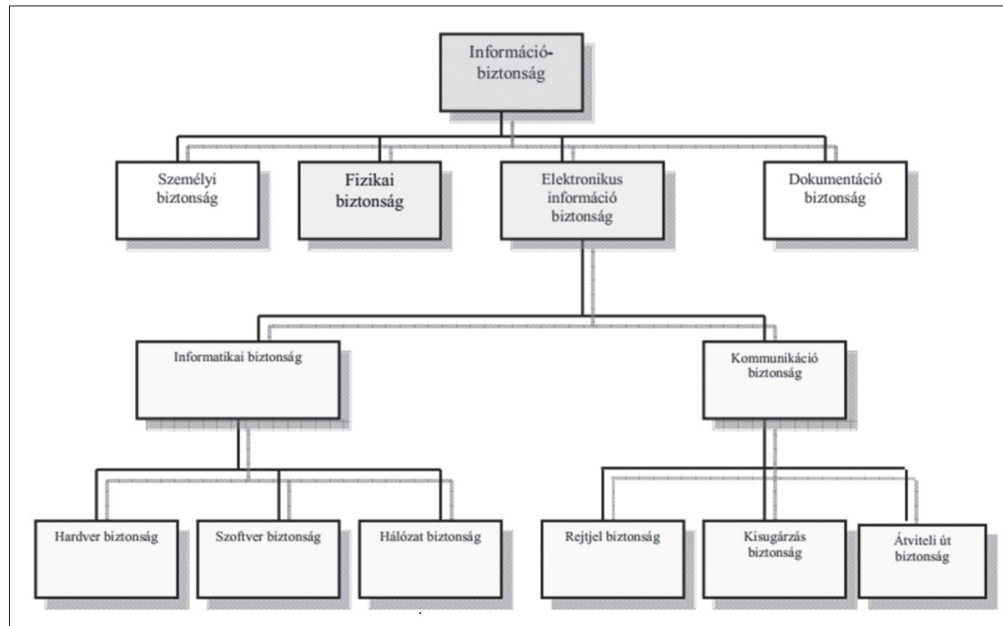 Információ-
biztonság
Személyi
biztonság
Fizikai
biztonság
Elektronikus
információ
biztonság
Dokumentáció
biztonság
Informatikai biztonság
Kommunikáció
biztonság
Hardver biztonság
Szoftver biztonság
Hálózat biztonság
Rejtjel biztonság
Kisugárzás
biztonság
Átviteli út
biztonság